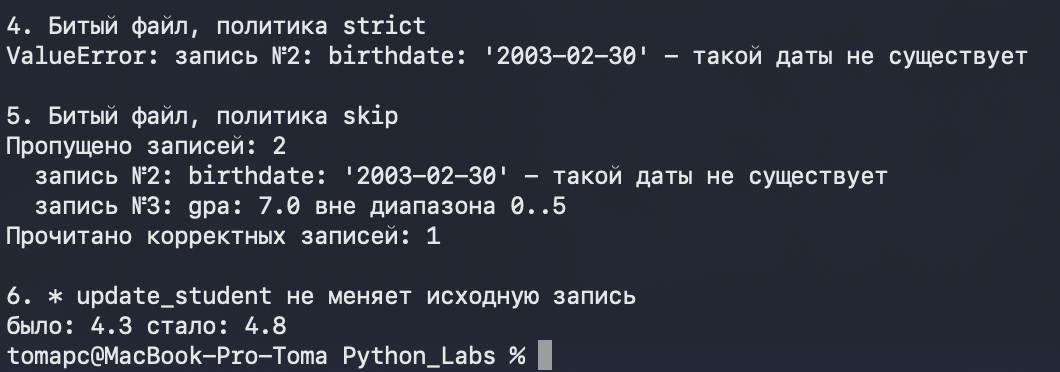 4. Битый файл, политика strict
ValueError: запись №2: birthdate: '2003-02-30' — такой даты не существует
5. Битый файл, политика skip
Пропущено записей: 2
запись №2: birthdate: '2003-02-30' — такой даты не существует
запись №3: gpa: 7.0 вне диапазона 0..5
Прочитано корректных записей: 1
6. * update_student не меняет исходную запись
было: 4.3 стало: 4.8
tomapc@MacBook-Pro-Toma Python_Labs %